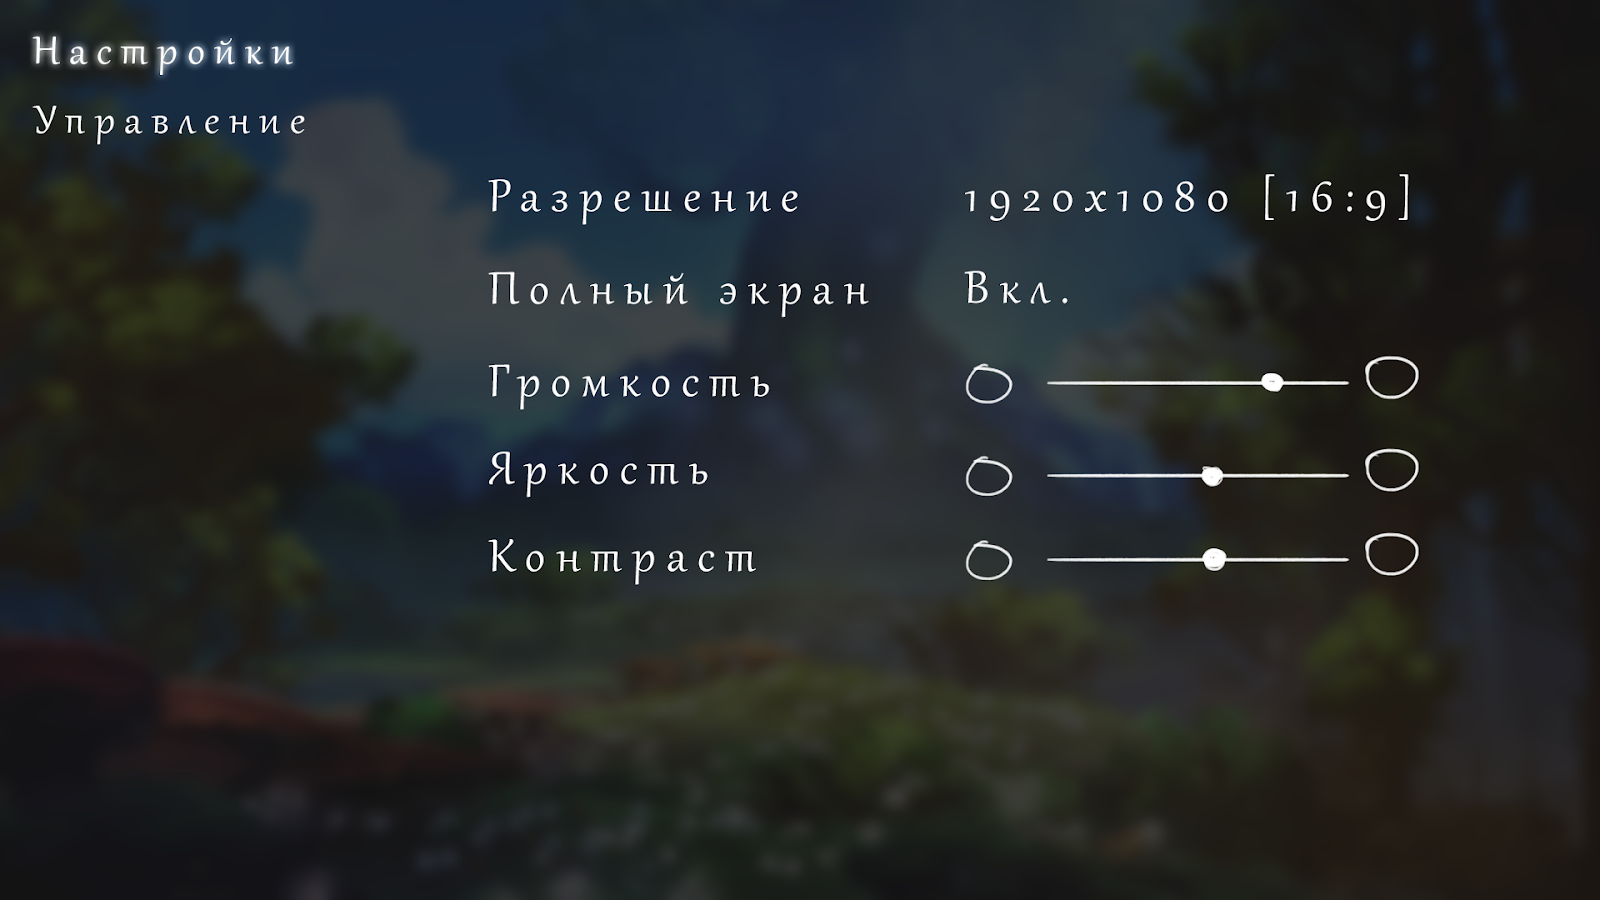 Настройки
Управление
Разрешение 1920x1080 [16:9]
Полный экран Вкл.
Громкость
Яркость
Контраст